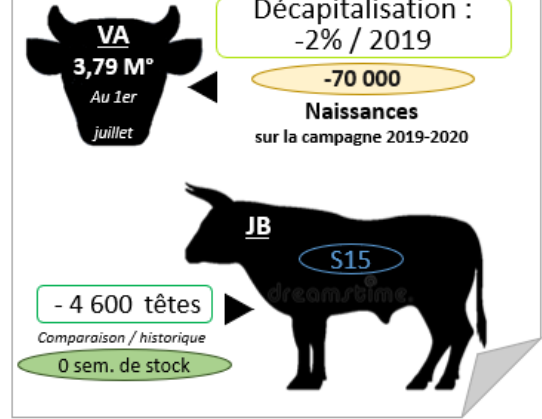 Décapitalisation :
-2% / 2019
VA
3,79 M°
Au 1er
juillet
-70 000
Naissances
sur la campagne 2019-2020
JB
S15
dreamstime.
- 4 600 têtes
Comparaison / historique
0 sem. de stock